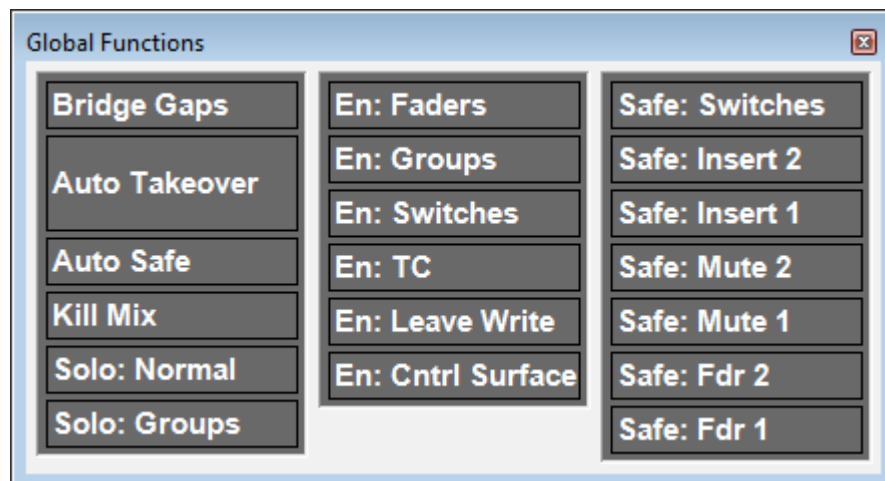 Global Functions
Bridge Gaps
Auto Takeover
Auto Safe
Kill Mix
Solo: Normal
Solo: Groups
En: Faders
En: Groups
En: Switches
En: TC
En: Leave Write
En: Cntrl Surface
Safe: Switches
Safe: Insert 2
Safe: Insert 1
Safe: Mute 2
Safe: Mute 1
Safe: Fdr 2
Safe: Fdr 1